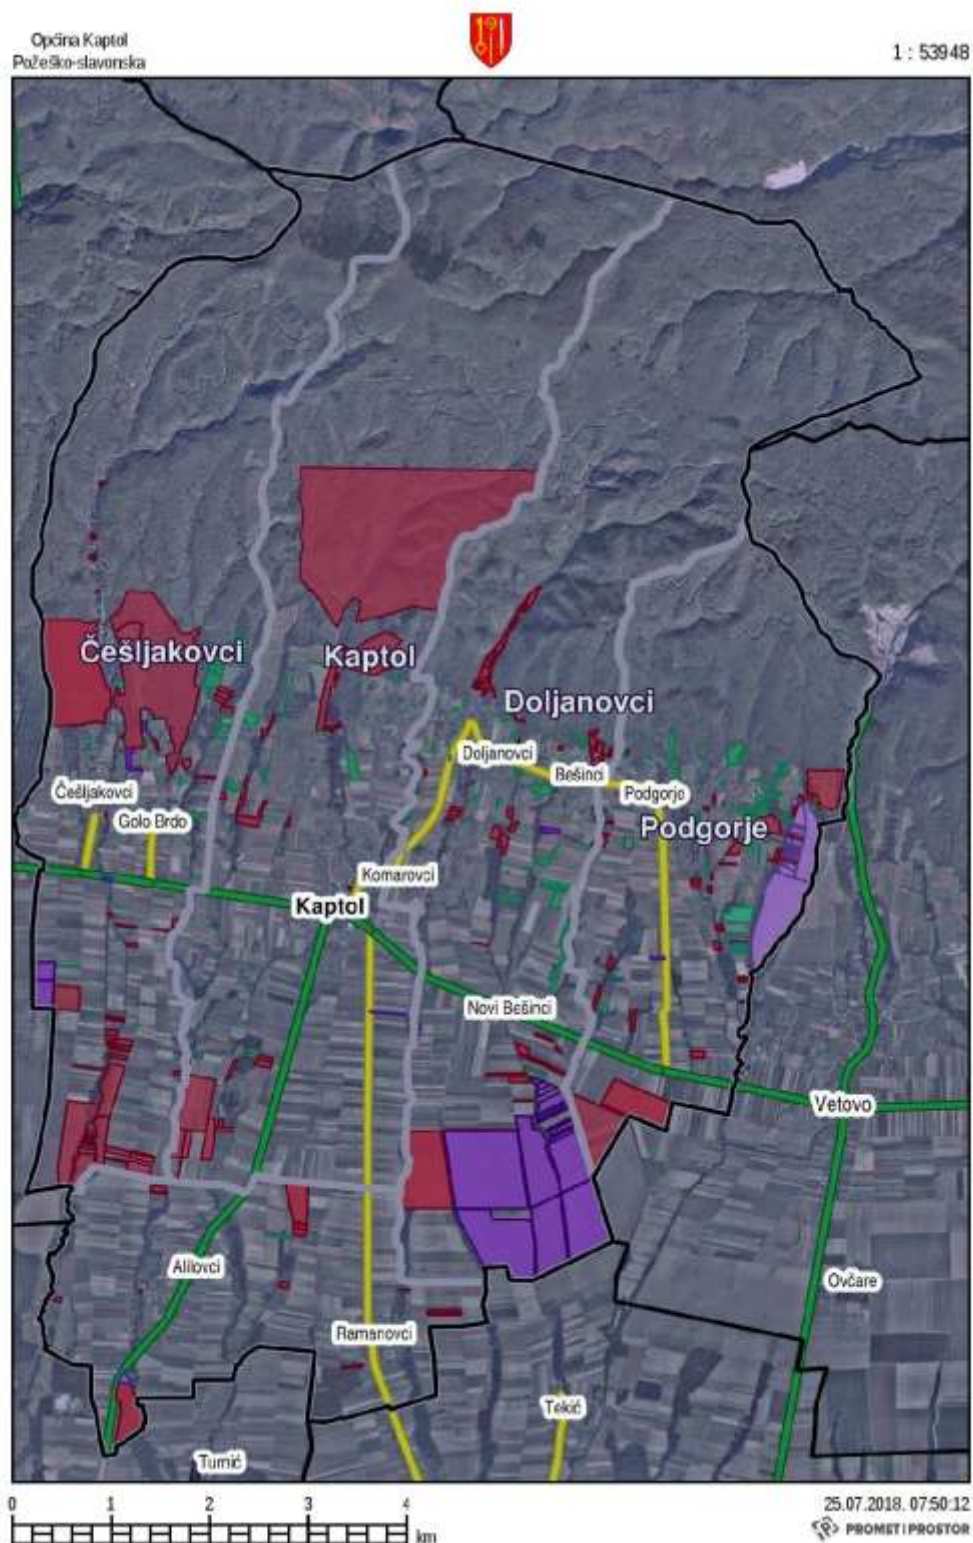 Općina Kaptol
Požeško-slavonska
1 : 53948
Češljakovci
Kaptol
Doljanovci
Doljanovci
Bešinci
Podgorje
Češljakovci
Golo Brdo
Podgorje
Komarovci
Kaptol
Novi Bešinci
Vetovo
Alilovci
Ovčare
Ramanovci
Tekić
Turnić
0 1 2 3 4
km
25.07.2018. 07:50:12
PROMET I PROSTOR